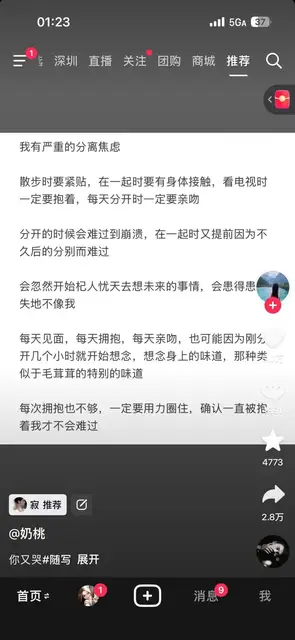 01:23
5GA
37
1
深圳
直播
关注
团购
商城
推荐
我有严重的分离焦虑
散步时要紧贴，在一起时要有身体接触，看电视时
一定要抱着，每天分开时一定要亲吻
分开的时候会难过到崩溃，在一起时又提前因为不
久后的分别而难过
会忽然开始杞人忧天去想未来的事情，会患得患
失地不像我
每天见面，每天拥抱，每天亲吻，也可能因为刚分
开几个小时就开始想念，想念身上的味道，那种类
似于毛茸茸的特别的味道
每次拥抱也不够，一定要用力圈住，确认一直被抱
着我才不会难过
4773
2.8万
寂 推荐
@奶桃
你又哭#随写 展开
首页
1
消息
9
我